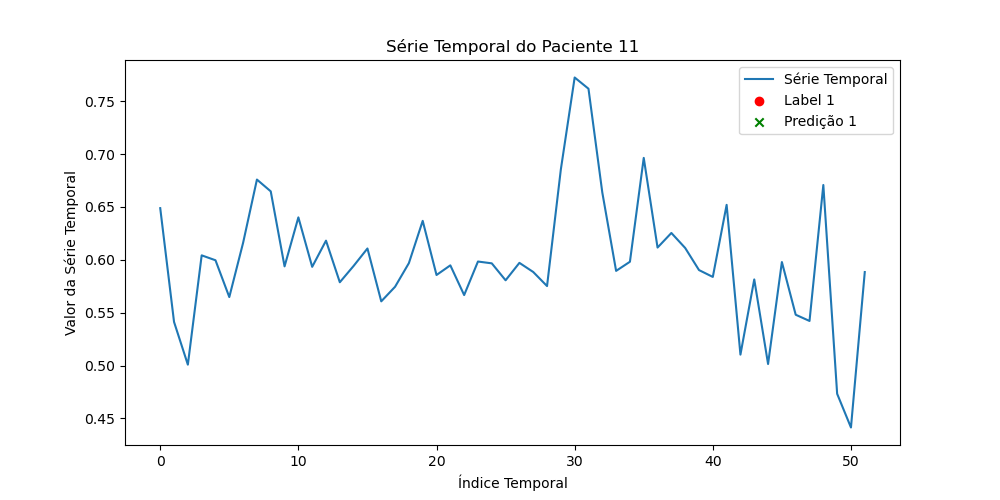 Série Temporal do Paciente 11
Série Temporal
Label 1
Predição 1
Valor da Série Temporal
0.75
0.70
0.65
0.60
0.55
0.50
0.45
0 10 20 30 40 50
Índice Temporal